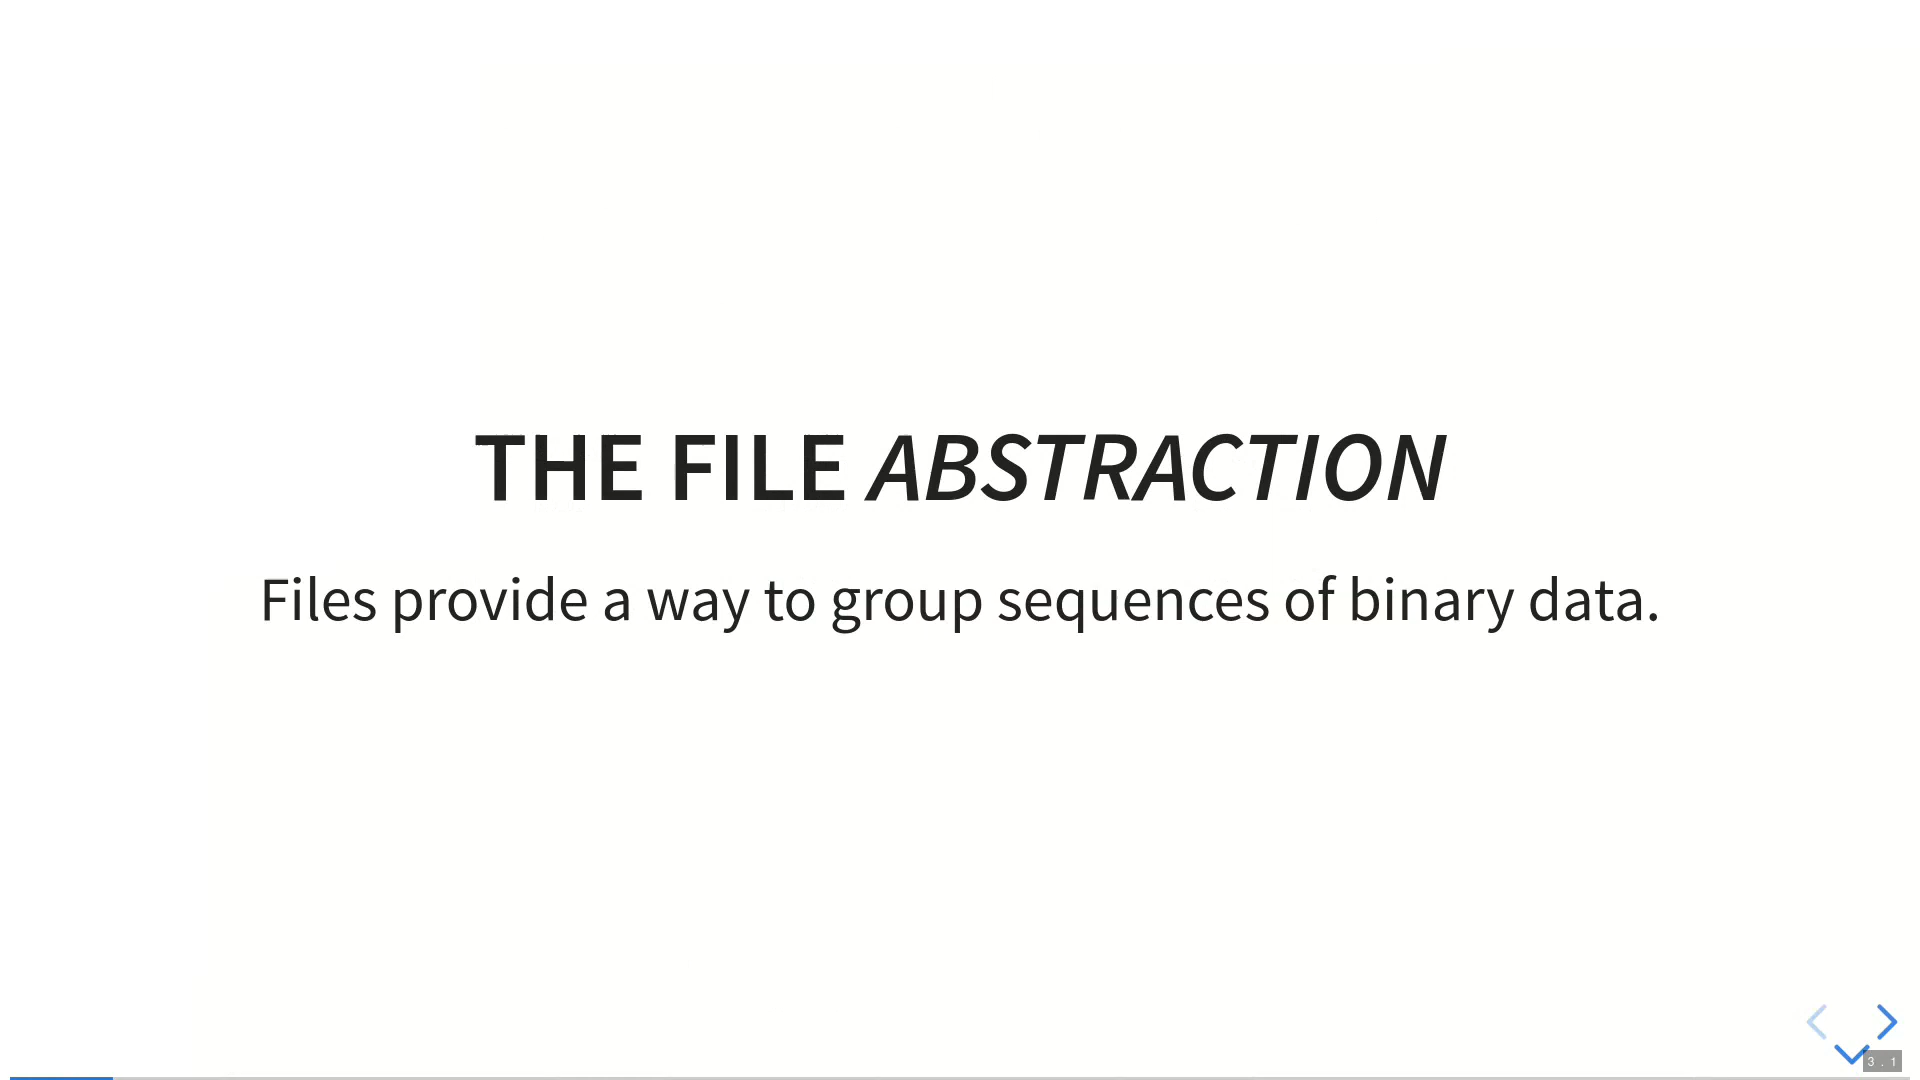 THE FILE ABSTRACTION
Files provide a way to group sequences of binary data.
3 . 1